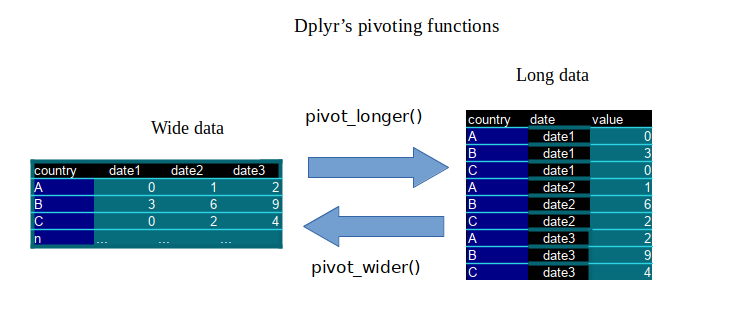 Dplyr’s pivoting functions
Long data
Wide data
pivot_longer()
pivot_wider()
country date1 date2 date3
A 0 1 2
B 3 6 9
C 0 2 4
n ... ... ...
country date value
A date1 0
B date1 3
C date1 0
A date2 1
B date2 6
C date2 2
A date3 2
B date3 9
C date3 4